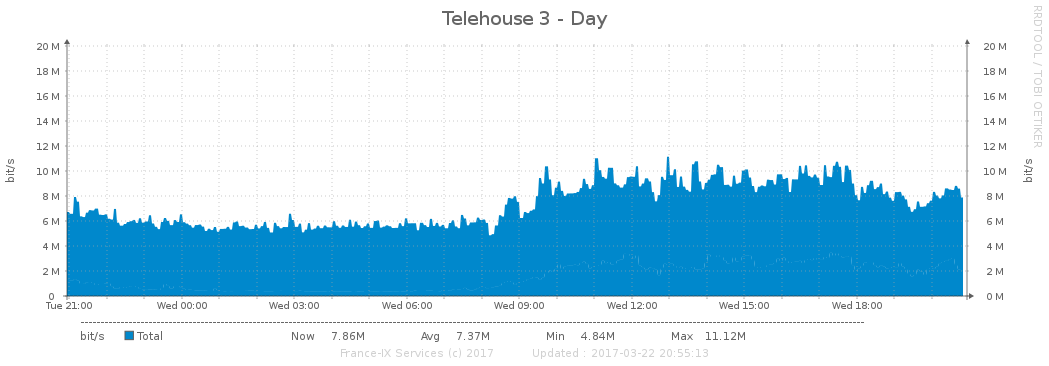 Telehouse 3 - Day
RRDTOOL / TOBI OETIKER
bit/s
20 M 20 M
18 M 18 M
16 M 16 M
14 M 14 M
12 M 12 M
10 M 10 M
8 M 8 M
6 M 6 M
4 M 4 M
2 M 2 M
0 0 M
bit/s
Tue 21:00 Wed 00:00 Wed 03:00 Wed 06:00 Wed 09:00 Wed 12:00 Wed 15:00 Wed 18:00
bit/s Total Now 7.86M Avg 7.37M Min 4.84M Max 11.12M
France-IX Services (c) 2017 Updated : 2017-03-22 20:55:13